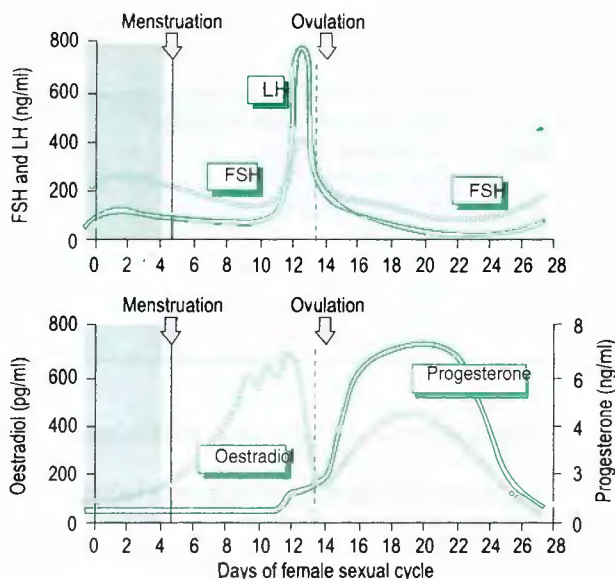 Menstruation Ovulation
800
600
400
200
0
FSH and LH (ng/ml)
LH
FSH
FSH
0 2 4 6 8 10 12 14 16 18 20 22 24 26 28
Menstruation Ovulation
800
600
400
200
0
Oestradiol (pg/ml)
Oestradiol
Progesterone
8
7
6
4
3
2
0
Progesterone (ng/ml)
0 2 4 6 8 10 12 14 16 18 20 22 24 26 28
Days of female sexual cycle